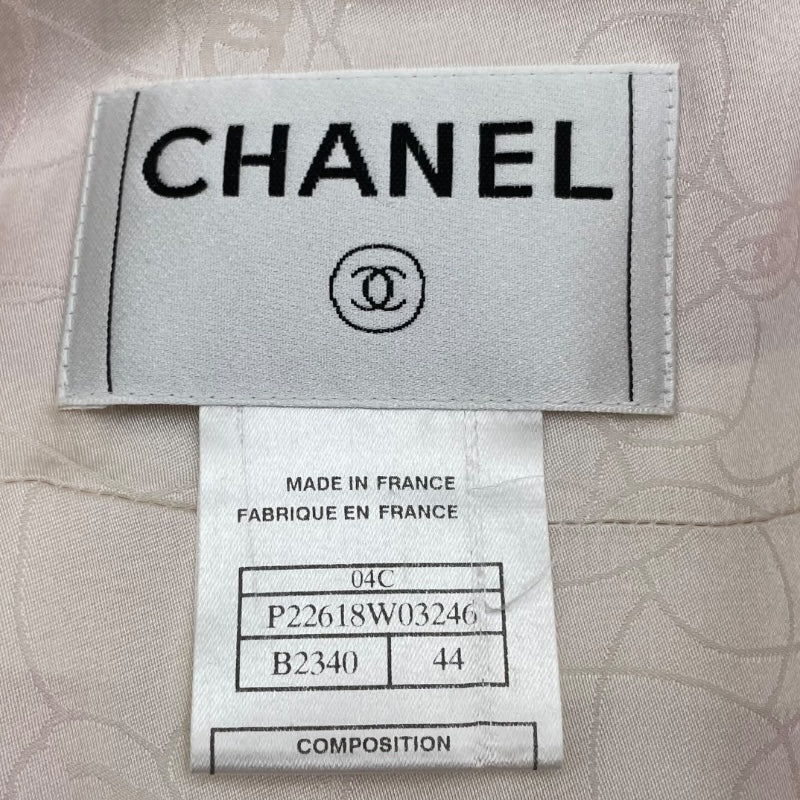 CHANEL
MADE IN FRANCE
FABRIQUE EN FRANCE
04C
P22618W03246
B2340 44
COMPOSITION